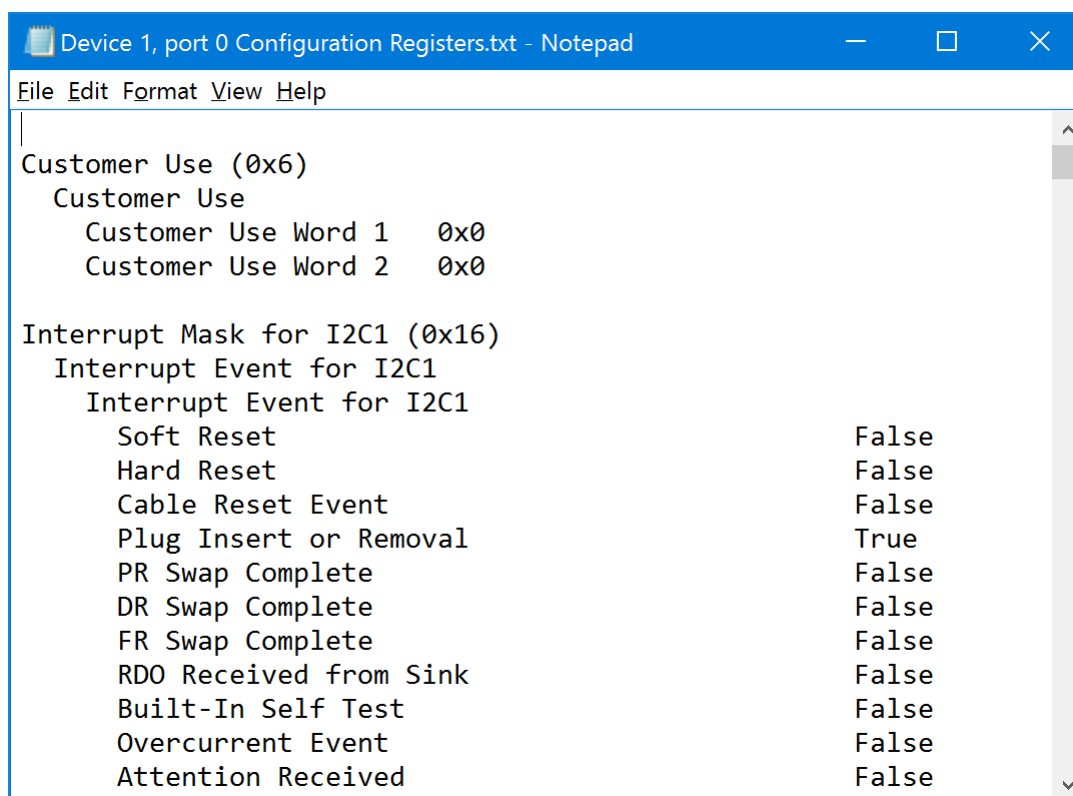 Device 1, port 0 Configuration Registers.txt - Notepad
File Edit Format View Help
Customer Use (0x6)
Customer Use
Customer Use Word 1 0x0
Customer Use Word 2 0x0
Interrupt Mask for I2C1 (0x16)
Interrupt Event for I2C1
Interrupt Event for I2C1
Soft Reset False
Hard Reset False
Cable Reset Event False
Plug Insert or Removal True
PR Swap Complete False
DR Swap Complete False
FR Swap Complete False
RDO Received from Sink False
Built-In Self Test False
Overcurrent Event False
Attention Received False